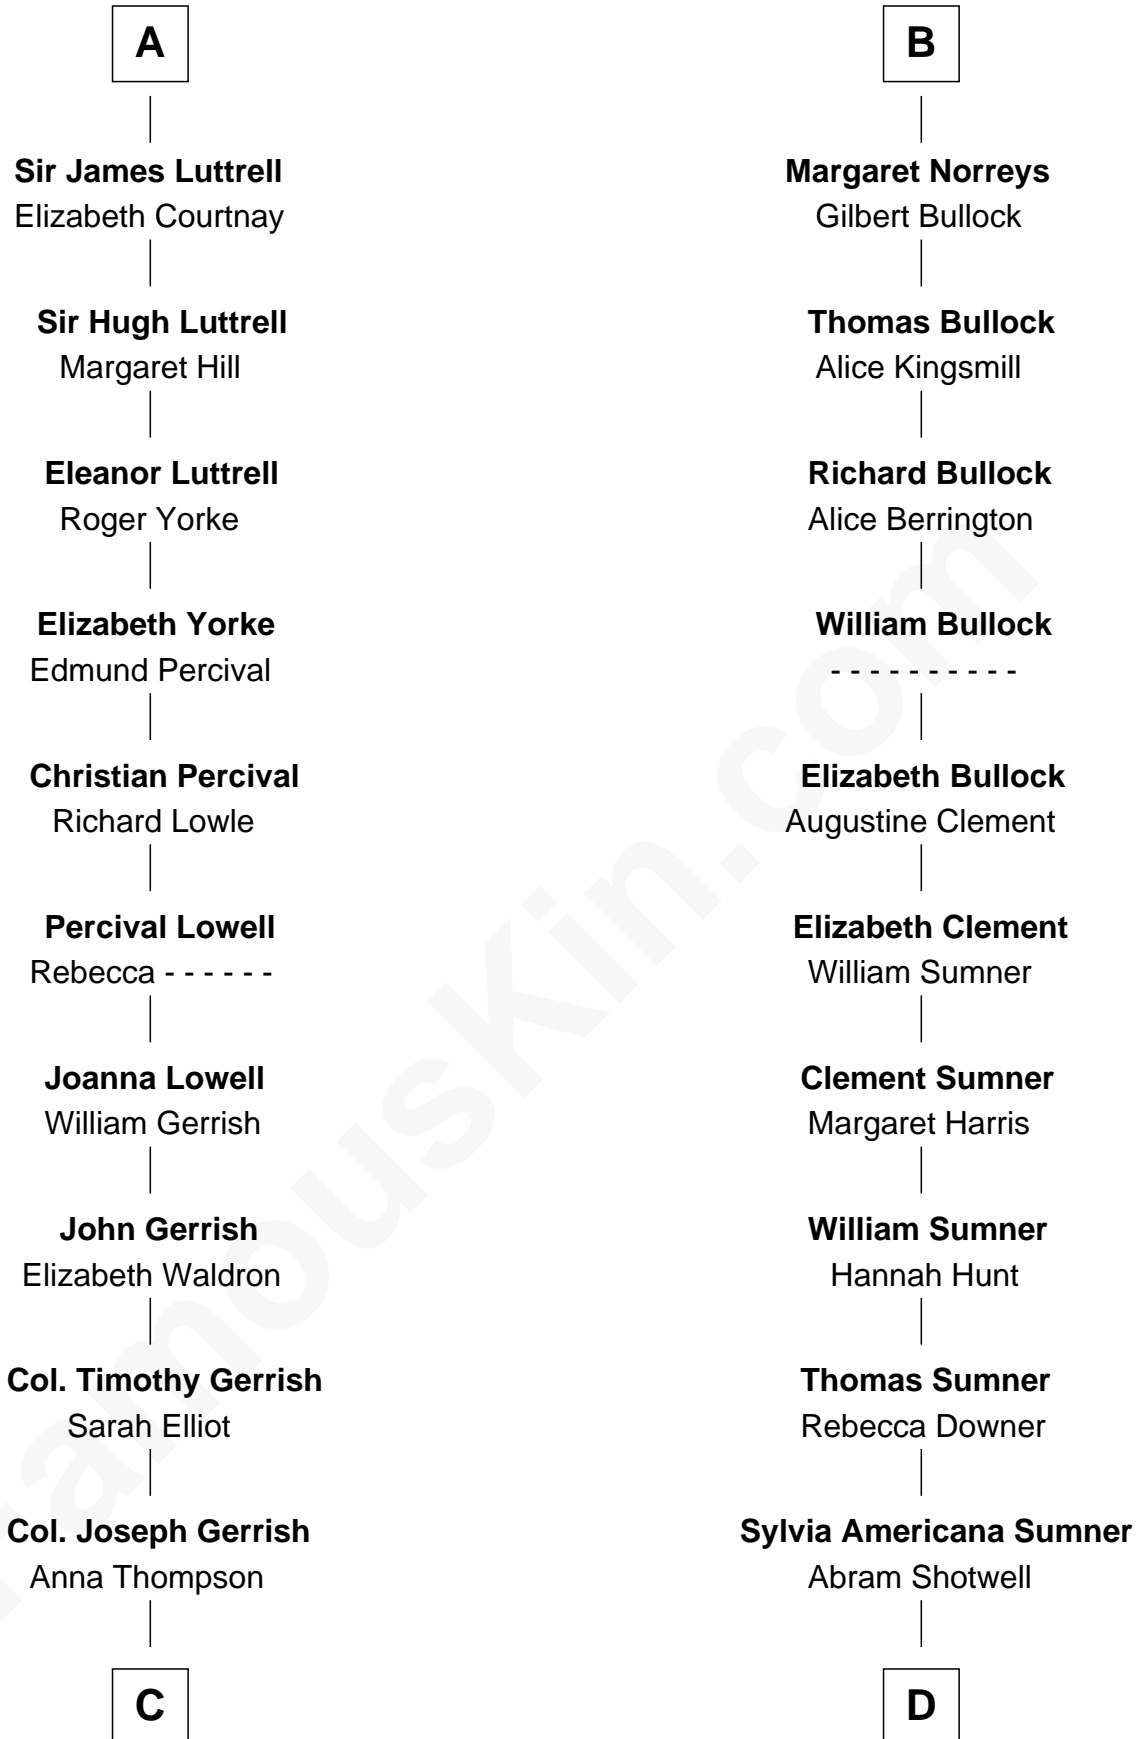 A
Sir James Luttrell
Elizabeth Courtnay
Sir Hugh Luttrell
Margaret Hill
Eleanor Luttrell
Roger Yorke
Elizabeth Yorke
Edmund Percival
Christian Percival
Richard Lowle
Percival Lowell
Rebecca - - - - - -
Joanna Lowell
William Gerrish
John Gerrish
Elizabeth Waldron
Col. Timothy Gerrish
Sarah Elliot
Col. Joseph Gerrish
Anna Thompson
C
B
Margaret Norreys
Gilbert Bullock
Thomas Bullock
Alice Kingsmill
Richard Bullock
Alice Berrington
William Bullock
- - - - - - - - - -
Elizabeth Bullock
Augustine Clement
Elizabeth Clement
William Sumner
Clement Sumner
Margaret Harris
William Sumner
Hannah Hunt
Thomas Sumner
Rebecca Downer
Sylvia Americana Sumner
Abram Shotwell
D
FamousKin.com